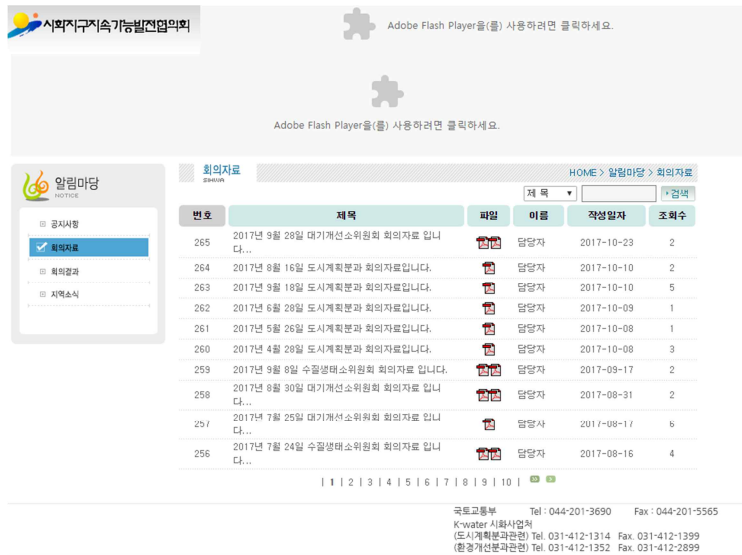 시화지구지속가능발전협의회
Adobe Flash Player을(를) 사용하려면 클릭하세요.
Adobe Flash Player을(를) 사용하려면 클릭하세요.
알림마당
NOTICE
공지사항
회의자료
회의결과
지역소식
회의자료
SIHWA
HOME > 알림마당 > 회의자료
제 목 ▼ 검색
번호 제목 파일 이름 작성일자 조회수
265 2017년 9월 28일 대기개선소위원회 회의자료 입니다... 담당자 2017-10-23 2
264 2017년 8월 16일 도시계획분과 회의자료입니다. 담당자 2017-10-10 2
263 2017년 9월 18일 도시계획분과 회의자료입니다. 담당자 2017-10-10 5
262 2017년 6월 28일 도시계획분과 회의자료입니다. 담당자 2017-10-09 1
261 2017년 5월 26일 도시계획분과 회의자료입니다. 담당자 2017-10-08 1
260 2017년 4월 28일 도시계획분과 회의자료입니다. 담당자 2017-10-08 3
259 2017년 9월 8일 수질생태소위원회 회의자료 입니다. 담당자 2017-09-17 2
258 2017년 8월 30일 대기개선소위원회 회의자료 입니다... 담당자 2017-08-31 2
257 2017년 7월 25일 대기개선소위원회 회의자료 입니다... 담당자 2017-08-17 6
256 2017년 7월 24일 수질생태소위원회 회의자료 입니다... 담당자 2017-08-16 4
| 1 | 2 | 3 | 4 | 5 | 6 | 7 | 8 | 9 | 10 |
국토교통부 Tel : 044-201-3690 Fax : 044-201-5565
K-water 시화사업처
(도시계획분과관련) Tel. 031-412-1314 Fax. 031-412-1399
(환경개선분과관련) Tel. 031-412-1352 Fax. 031-412-2899